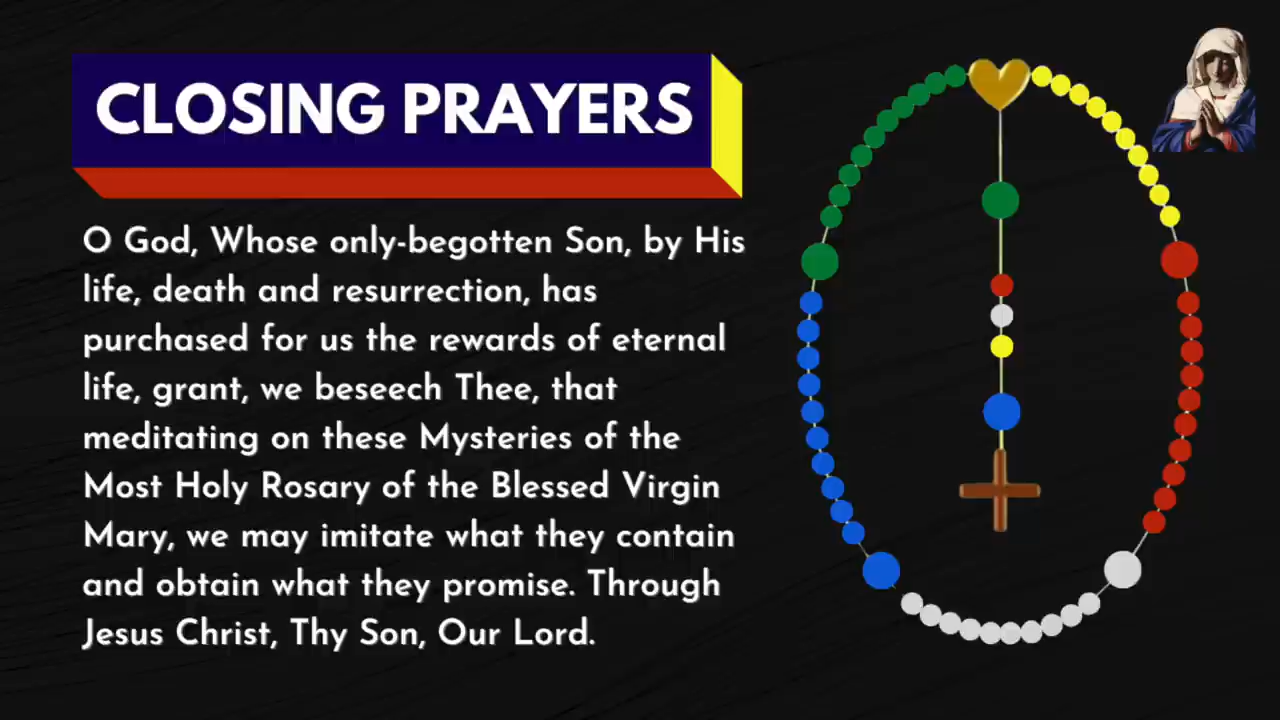 CLOSING PRAYERS
O God, Whose only-begotten Son, by His
life, death and resurrection, has
purchased for us the rewards of eternal
life, grant, we beseech Thee, that
meditating on these Mysteries of the
Most Holy Rosary of the Blessed Virgin
Mary, we may imitate what they contain
and obtain what they promise. Through
Jesus Christ, Thy Son, Our Lord.